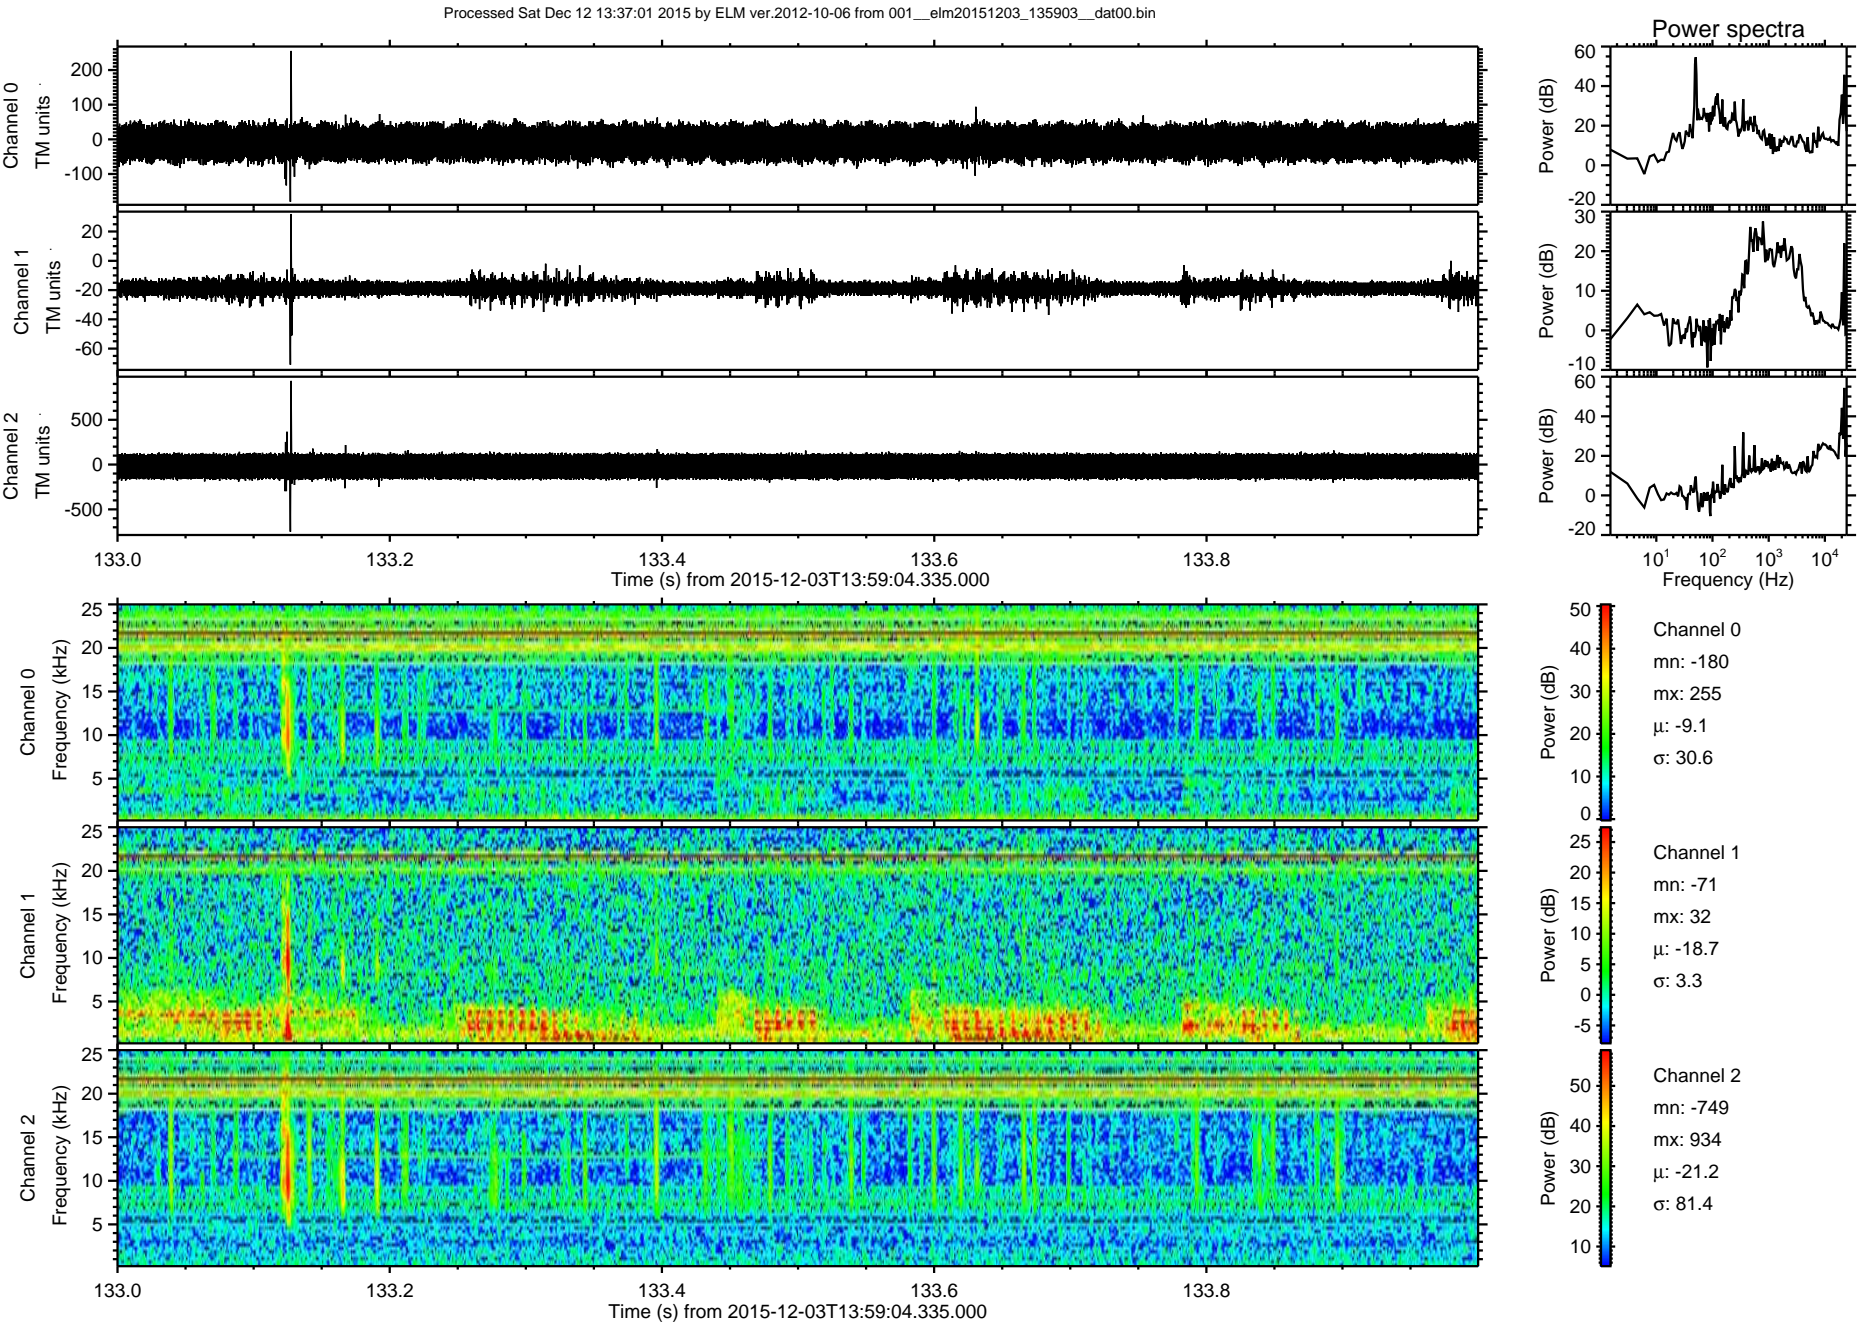 Processed Sat Dec 12 13:37:01 2015 by ELM ver.2012-10-06 from 001__elm20151203_135903__dat00.bin
Power spectra
Channel 0
TM units
200
100
0
-100
Power (dB)
60
40
20
0
-20
Channel 1
TM units
20
0
-20
-40
-60
Power (dB)
30
20
10
0
-10
Channel 2
TM units
500
0
-500
Power (dB)
60
40
20
0
-20
133.0 133.2 133.4 133.6 133.8
Time (s) from 2015-12-03T13:59:04.335.000
10¹ 10² 10³ 10⁴
Frequency (Hz)
Channel 0
Frequency (kHz)
25
20
15
10
5
Power (dB)
50
40
30
20
10
0
Channel 0
mn: -180
mx: 255
μ: -9.1
σ: 30.6
Channel 1
Frequency (kHz)
25
20
15
10
5
Power (dB)
25
20
15
10
5
0
-5
Channel 1
mn: -71
mx: 32
μ: -18.7
σ: 3.3
Channel 2
Frequency (kHz)
25
20
15
10
5
Power (dB)
50
40
30
20
10
Channel 2
mn: -749
mx: 934
μ: -21.2
σ: 81.4
133.0 133.2 133.4 133.6 133.8
Time (s) from 2015-12-03T13:59:04.335.000